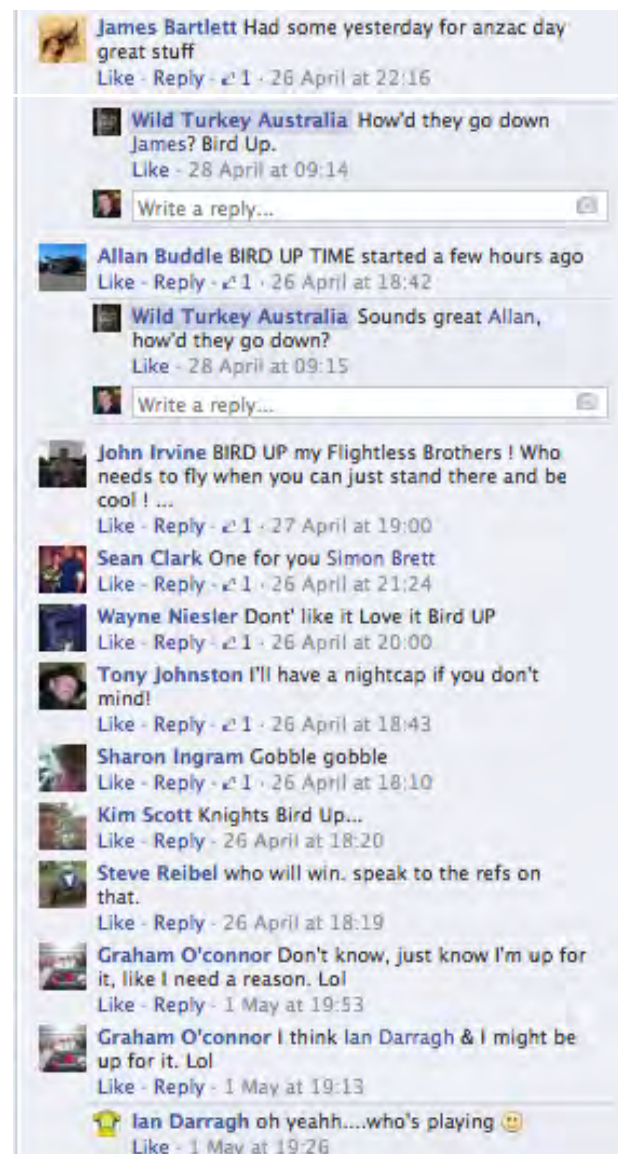 James Bartlett Had some yesterday for anzac day
great stuff
Like · Reply · 1 · 26 April at 22:16
Wild Turkey Australia How'd they go down
James? Bird Up.
Like · 28 April at 09:14
Write a reply...
Allan Buddle BIRD UP TIME started a few hours ago
Like · Reply · 1 · 26 April at 18:42
Wild Turkey Australia Sounds great Allan,
how'd they go down?
Like · 28 April at 09:15
Write a reply...
John Irvine BIRD UP my Flightless Brothers ! Who
needs to fly when you can just stand there and be
cool ! ...
Like · Reply · 1 · 27 April at 19:00
Sean Clark One for you Simon Brett
Like · Reply · 1 · 26 April at 21:24
Wayne Niesler Dont' like it Love it Bird UP
Like · Reply · 1 · 26 April at 20:00
Tony Johnston I'll have a nightcap if you don't
mind!
Like · Reply · 1 · 26 April at 18:43
Sharon Ingram Gobble gobble
Like · Reply · 1 · 26 April at 18:10
Kim Scott Knights Bird Up...
Like · Reply · 26 April at 18:20
Steve Reibel who will win. speak to the refs on
that.
Like · Reply · 26 April at 18:19
Graham O'connor Don't know, just know I'm up for
it, like I need a reason. Lol
Like · Reply · 1 May at 19:53
Graham O'connor I think Ian Darragh & I might be
up for it. Lol
Like · Reply · 1 May at 19:13
Ian Darragh oh yeahh....who's playing 🙂
Like · 1 May at 19:26